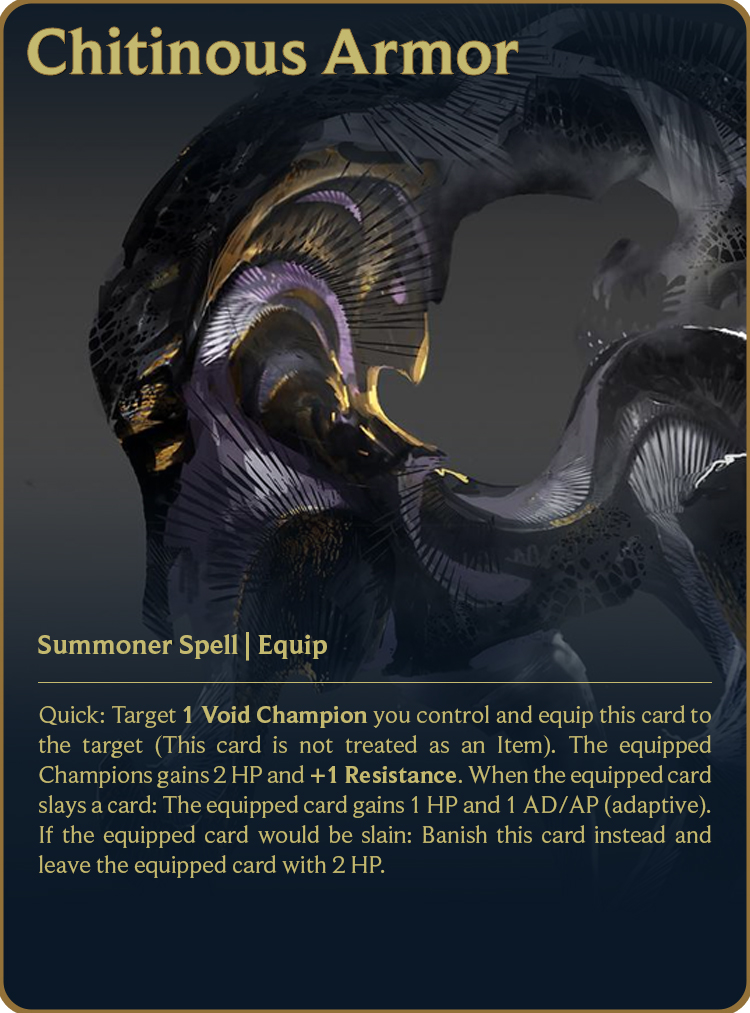 Chitinous Armor
Summoner Spell | Equip
Quick: Target 1 Void Champion you control and equip this card to
the target (This card is not treated as an Item). The equipped
Champions gains 2 HP and +1 Resistance. When the equipped card
slays a card: The equipped card gains 1 HP and 1 AD/AP (adaptive).
If the equipped card would be slain: Banish this card instead and
leave the equipped card with 2 HP.